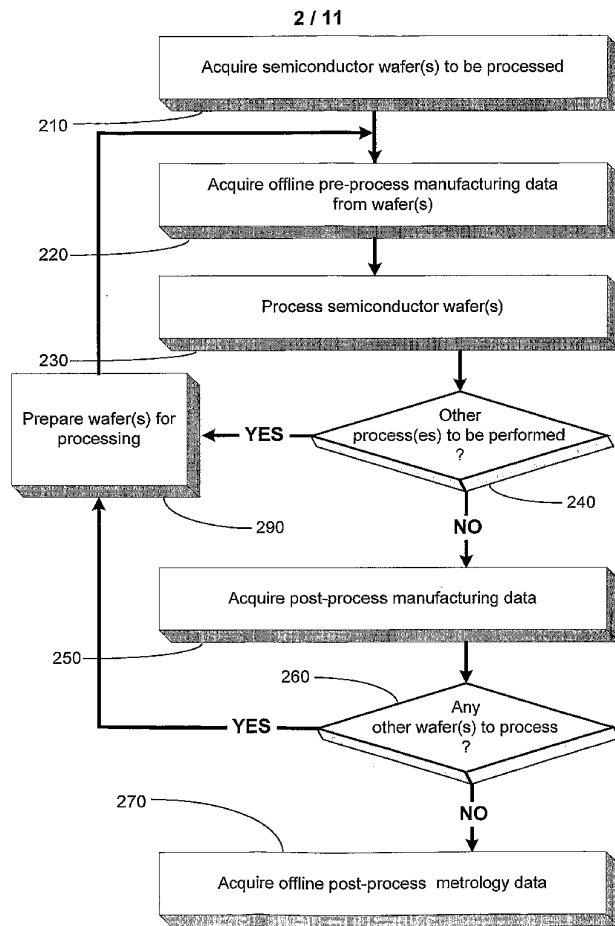 2 / 11
Acquire semiconductor wafer(s) to be processed
210
Acquire offline pre-process manufacturing data
from wafer(s)
220
Process semiconductor wafer(s)
230
Prepare wafer(s) for
processing
YES
Other
process(es) to be performed
?
290
240
NO
Acquire post-process manufacturing data
250
260
Any
other wafer(s) to process
?
YES
NO
270
Acquire offline post-process metrology data